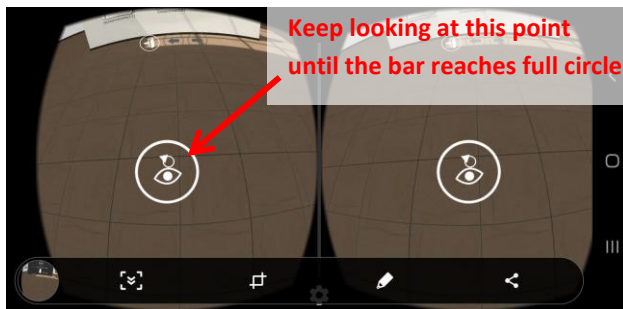 Keep looking at this point
until the bar reaches full circle